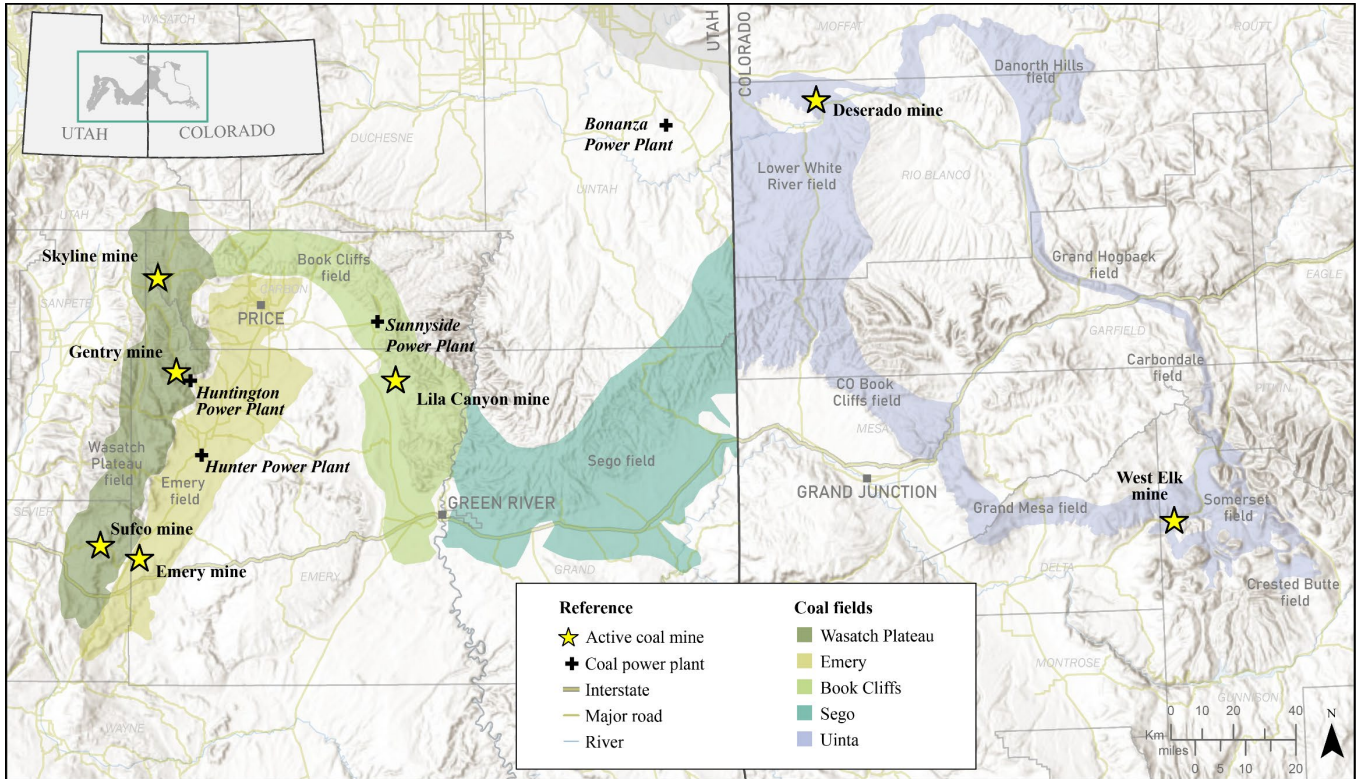 WASATCH
UTAH
COLORADO
MOFFAT
ROUTT
Danorth Hills
field
UTAH
COLORADO
DUCHESNE
Bonanza
Power Plant
Deserado mine
UINTAH
Lower White
River field
RIO BLANCO
UTAH
Skyline mine
Book Cliffs
field
Grand Hogback
field
EAGLE
SANPETE
CARBON
PRICE
Sunnyside
Power Plant
GARFIELD
Gentry mine
Huntington
Power Plant
Lila Canyon mine
Carbondale
field
CO Book
Cliffs field
MESA
Wasatch
Plateau
field
Hunter Power Plant
Emery
field
Sego field
GRAND JUNCTION
West Elk
mine
Somerset
field
SEVIER
GREEN RIVER
Grand Mesa field
Sufco mine
Emery mine
EMERY
GRAND
DELTA
Crested Butte
field
Reference
Active coal mine
Coal power plant
Interstate
Major road
River
Coal fields
Wasatch Plateau
Emery
Book Cliffs
Sego
Uinta
MONTROSE
GUNNISON
WAYNE
0 10 20 40
Km
miles
0 5 10 20
N